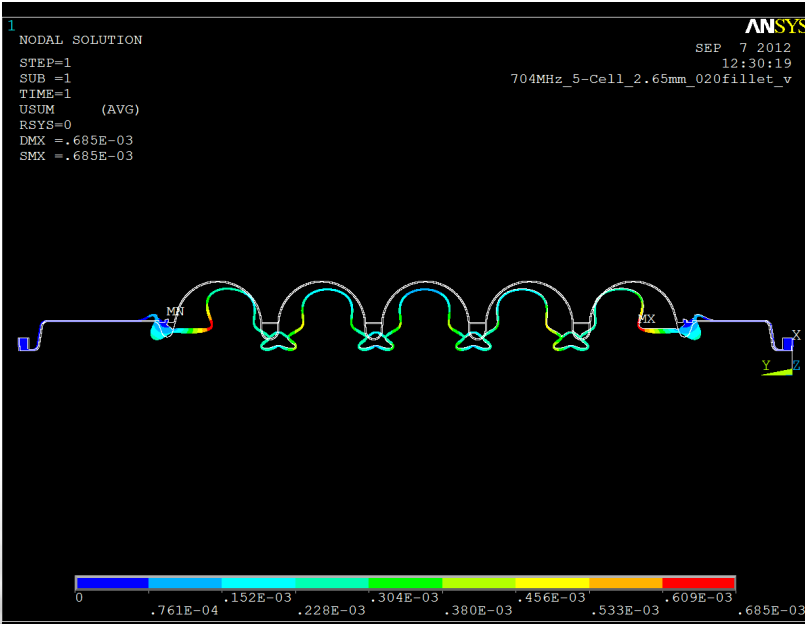 1
ANSYS
NODAL SOLUTION
SEP 7 2012
STEP=1
12:30:19
SUB =1
704MHz_5-Cell_2.65mm_020fillet_v
TIME=1
USUM (AVG)
RSYS=0
DMX =.685E-03
SMX =.685E-03
MN
MX
X
Y Z
0 .152E-03 .304E-03 .456E-03 .609E-03
.761E-04 .228E-03 .380E-03 .533E-03 .685E-03